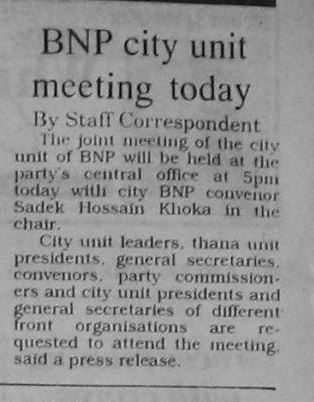 BNP city unit
meeting today
By Staff Correspondent
The joint meeting of the city
unit of BNP will be held at the
party's central office at 5pm
today with city BNP convenor
Sadek Hossain Khoka in the
chair.
City unit leaders, thana unit
presidents, general secretaries,
convenors, party commission-
ers and city unit presidents and
general secretaries of different
front organisations are re-
quested to attend the meeting,
said a press release.